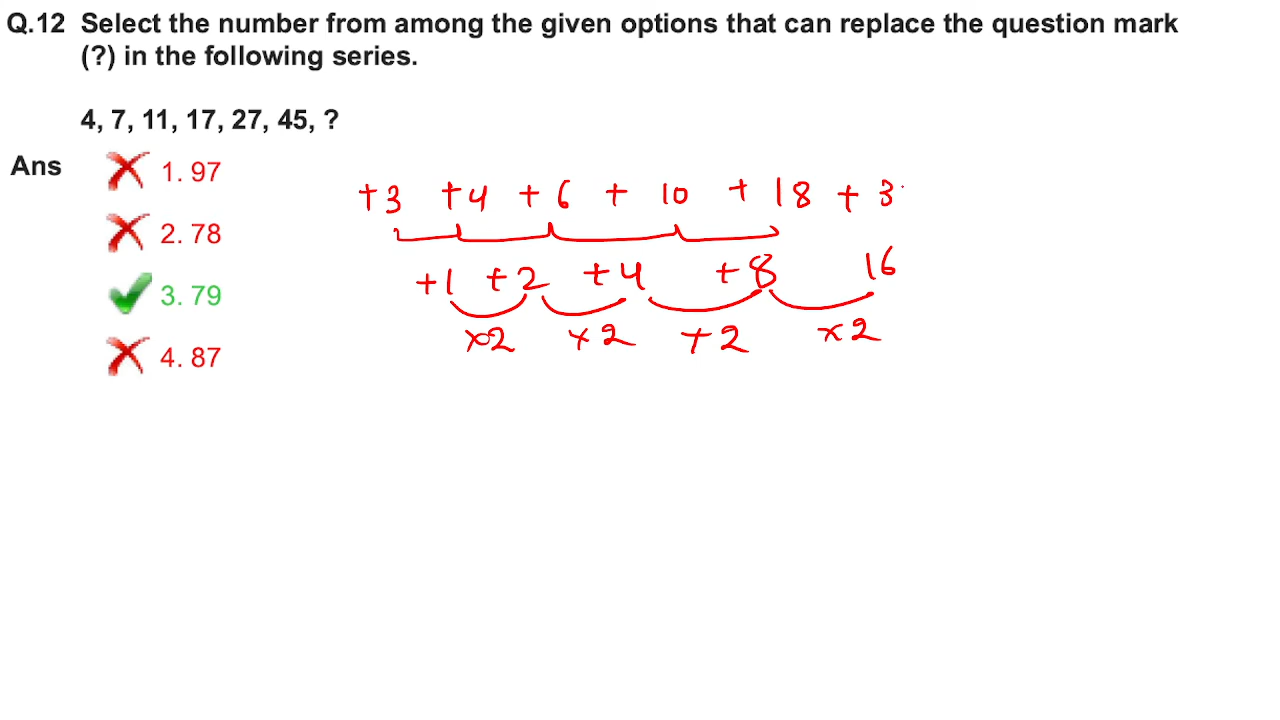 Q.12 Select the number from among the given options that can replace the question mark
(?) in the following series.
4, 7, 11, 17, 27, 45, ?
Ans
1. 97
2. 78
3. 79
4. 87
+3 +4 +6 + 10 + 18 + 3
+1 +2 +4 +8 16
×2 ×2 +2 ×2